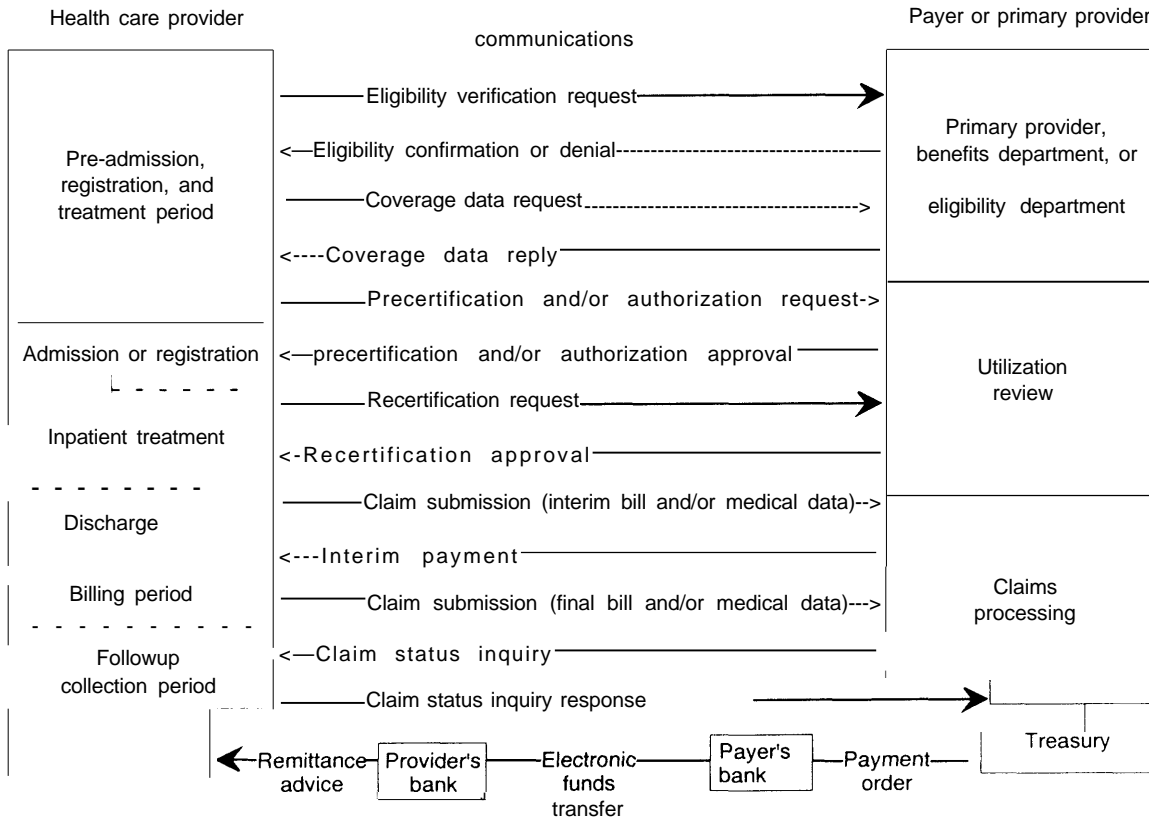 Health care provider
communications
Payer or primary provider
Eligibility verification request
Pre-admission,
registration, and
treatment period
Primary provider,
benefits department, or
eligibility department
Eligibility confirmation or denial
Coverage data request
Coverage data reply
Precertification and/or authorization request
Admission or registration
precertification and/or authorization approval
Utilization
review
Recertification request
Inpatient treatment
Recertification approval
Claim submission (interim bill and/or medical data)
Discharge
Interim payment
Billing period
Claim submission (final bill and/or medical data)
Claims
processing
Followup
collection period
Claim status inquiry
Claim status inquiry response
Treasury
Remittance
advice
Provider's
bank
Electronic
funds
transfer
Payer's
bank
Payment
order